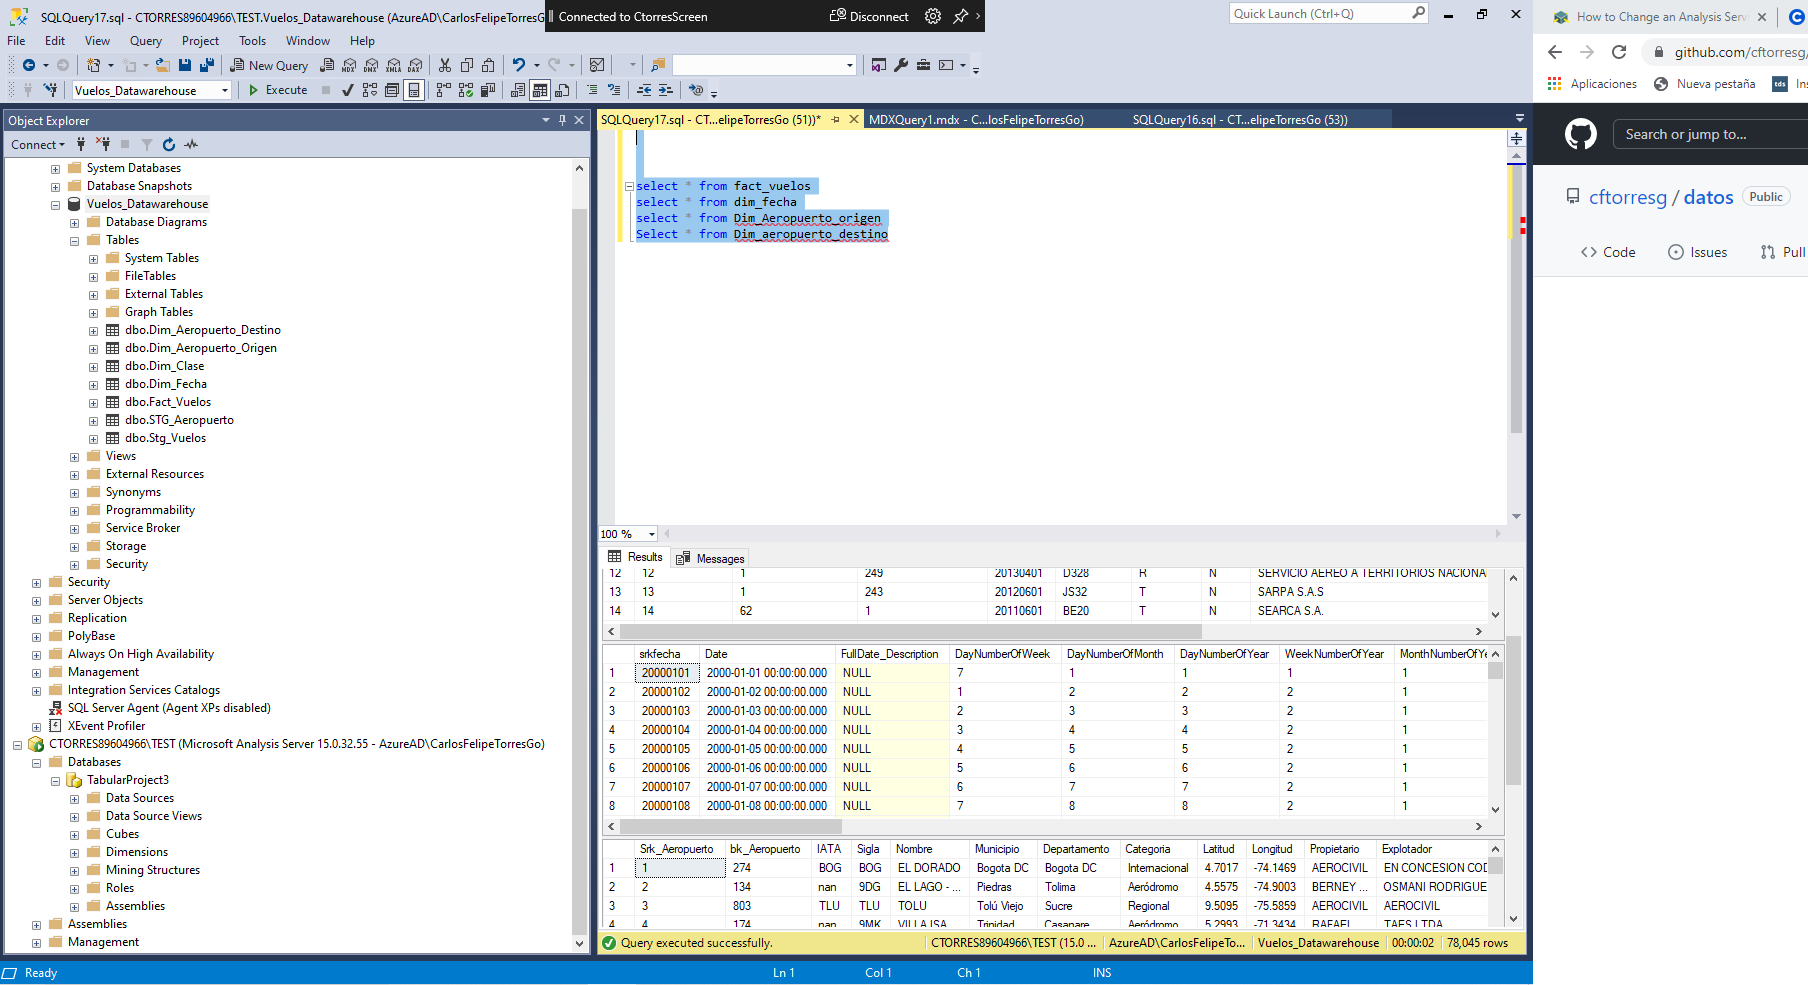 SQLQuery17.sql - CTORRES89604966\TEST.Vuelos_Datawarehouse (AzureAD\CarlosFelipeTorresG
Connected to CtorresScreen
Disconnect
Quick Launch (Ctrl+Q)
File Edit View Query Project Tools Window Help
New Query
MDX DMX XMLA DAX
Vuelos_Datawarehouse
Execute
Object Explorer
Connect
System Databases
Database Snapshots
Vuelos_Datawarehouse
Database Diagrams
Tables
System Tables
FileTables
External Tables
Graph Tables
dbo.Dim_Aeropuerto_Destino
dbo.Dim_Aeropuerto_Origen
dbo.Dim_Clase
dbo.Dim_Fecha
dbo.Fact_Vuelos
dbo.STG_Aeropuerto
dbo.Stg_Vuelos
Views
External Resources
Synonyms
Programmability
Service Broker
Storage
Security
Security
Server Objects
Replication
PolyBase
Always On High Availability
Management
Integration Services Catalogs
SQL Server Agent (Agent XPs disabled)
XEvent Profiler
CTORRES89604966\TEST (Microsoft Analysis Server 15.0.32.55 - AzureAD\CarlosFelipeTorresGo)
Databases
TabularProject3
Data Sources
Data Source Views
Cubes
Dimensions
Mining Structures
Roles
Assemblies
Assemblies
Management
SQLQuery17.sql - CT...elipeTorresGo (51))*
MDXQuery1.mdx - C...losFelipeTorresGo)
SQLQuery16.sql - CT...elipeTorresGo (53))
select * from fact_vuelos
select * from dim_fecha
select * from Dim_Aeropuerto_origen
Select * from Dim_aeropuerto_destino
100 %
Results Messages
12 12 1 249 20130401 D328 R N SERVICIO AEREO A TERRITORIOS NACIONA
13 13 1 243 20120601 JS32 T N SARPA S.A.S
14 14 62 1 20110601 BE20 T N SEARCA S.A.
srkfecha Date FullDate_Description DayNumberOfWeek DayNumberOfMonth DayNumberOfYear WeekNumberOfYear MonthNumberOfYe
1 20000101 2000-01-01 00:00:00.000 NULL 7 1 1 1 1
2 20000102 2000-01-02 00:00:00.000 NULL 1 2 2 2 1
3 20000103 2000-01-03 00:00:00.000 NULL 2 3 3 2 1
4 20000104 2000-01-04 00:00:00.000 NULL 3 4 4 2 1
5 20000105 2000-01-05 00:00:00.000 NULL 4 5 5 2 1
6 20000106 2000-01-06 00:00:00.000 NULL 5 6 6 2 1
7 20000107 2000-01-07 00:00:00.000 NULL 6 7 7 2 1
8 20000108 2000-01-08 00:00:00.000 NULL 7 8 8 2 1
Srk_Aeropuerto bk_Aeropuerto IATA Sigla Nombre Municipio Departamento Categoria Latitud Longitud Propietario Explotador
1 1 274 BOG BOG EL DORADO Bogota DC Bogota DC Internacional 4.7017 -74.1469 AEROCIVIL EN CONCESION COD
2 2 134 nan 9DG EL LAGO - ... Piedras Tolima Aeródromo 4.5575 -74.9003 BERNEY ... OSMANI RODRIGUE
3 3 803 TLU TLU TOLU Tolú Viejo Sucre Regional 9.5095 -75.5859 AEROCIVIL AEROCIVIL
4 4 174 nan 9MK VILLA ISA Trinidad Casanare Aeródromo 5.2993 -71.3434 RAFAEL TAES LTDA
Query executed successfully.
CTORRES89604966\TEST (15.0 ... AzureAD\CarlosFelipeTo... Vuelos_Datawarehouse 00:00:02 78,045 rows
Ready Ln 1 Col 1 Ch 1 INS
How to Change an Analysis Serv
github.com/cftorresg/
Aplicaciones Nueva pestaña tds Ins
Search or jump to...
cftorresg / datos Public
Code Issues Pull